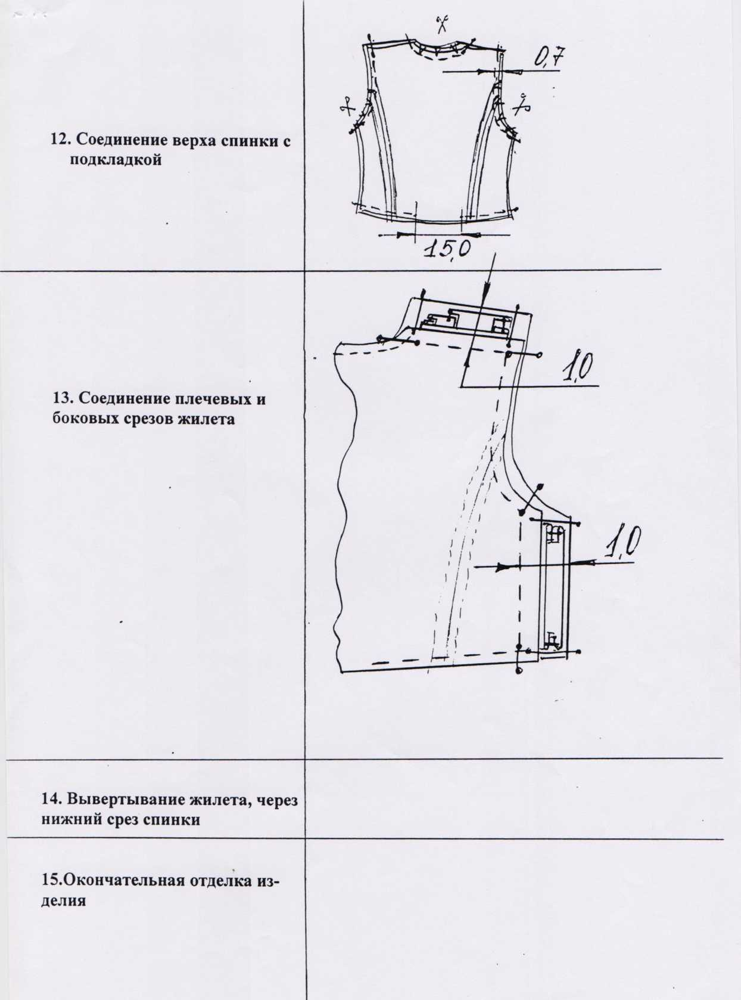 0,7
12. Соединение верха спинки с
подкладкой
15,0
1,0
13. Соединение плечевых и
боковых срезов жилета
1,0
14. Вывертывание жилета, через
нижний срез спинки
15.Окончательная отделка из-
делия